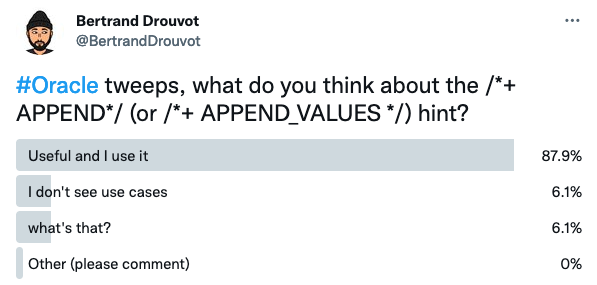 Bertrand Drouvot
@BertrandDrouvot
#Oracle tweeps, what do you think about the /*+
APPEND*/ (or /*+ APPEND_VALUES */) hint?
Useful and I use it 87.9%
I don't see use cases 6.1%
what's that? 6.1%
Other (please comment) 0%